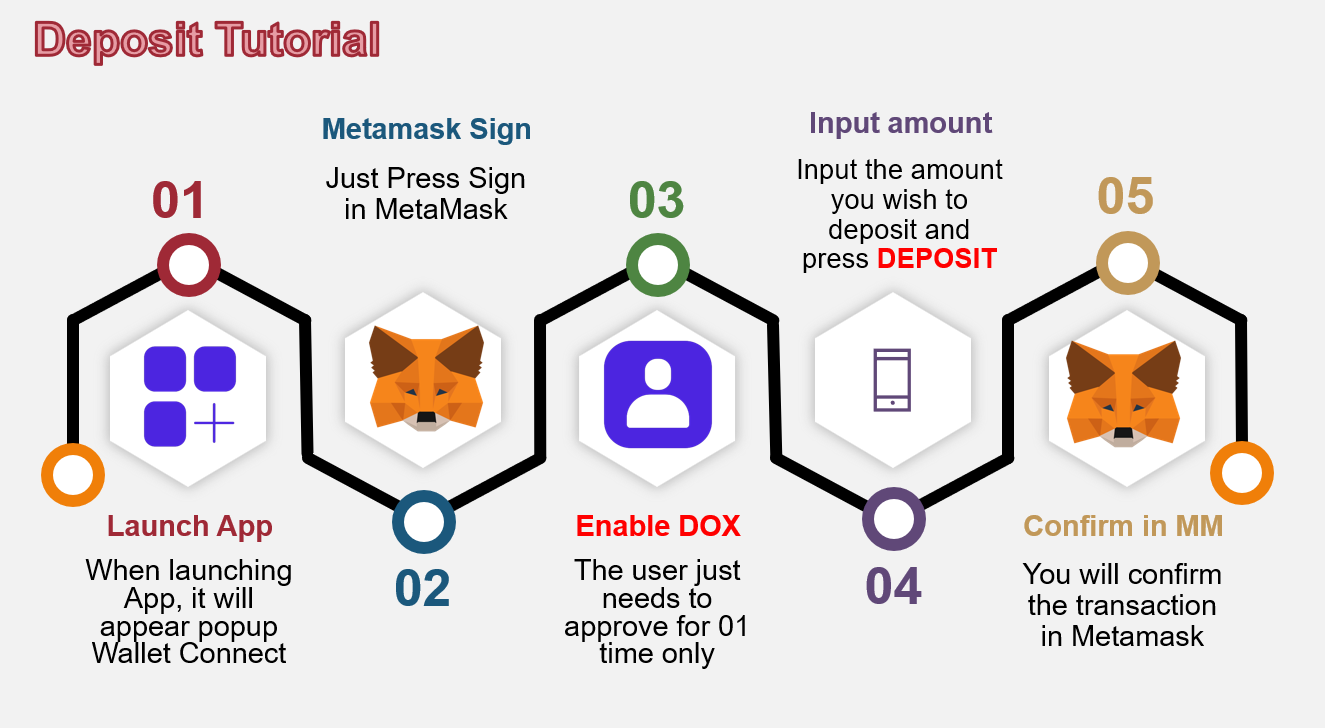 Deposit Tutorial
01
Launch App
When launching
App, it will
appear popup
Wallet Connect
Metamask Sign
Just Press Sign
in MetaMask
02
03
Enable DOX
The user just
needs to
approve for 01
time only
Input amount
Input the amount
you wish to
deposit and
press DEPOSIT
04
05
Confirm in MM
You will confirm
the transaction
in Metamask